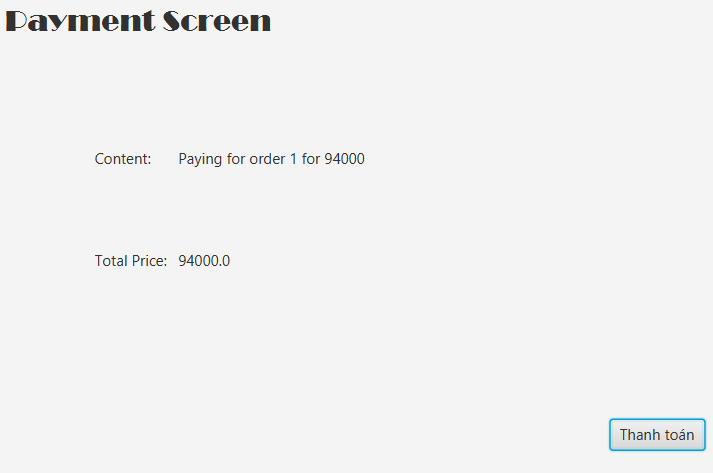 Payment Screen
Content: Paying for order 1 for 94000
Total Price: 94000.0
Thanh toán